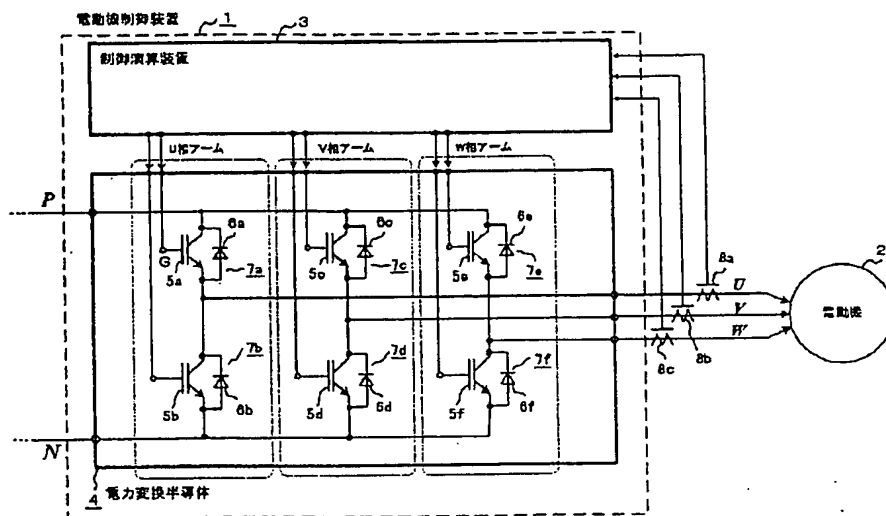 電動機制御装置
1
3
制御演算装置
U相アーム
V相アーム
W相アーム
P
6a
6c
6e
G
5a
7a
5c
7c
5e
7e
8a
2
U
V
W
電動機
8b
8c
7b
7d
7f
5b
6b
5d
6d
5f
6f
N
4
電力変換半導体